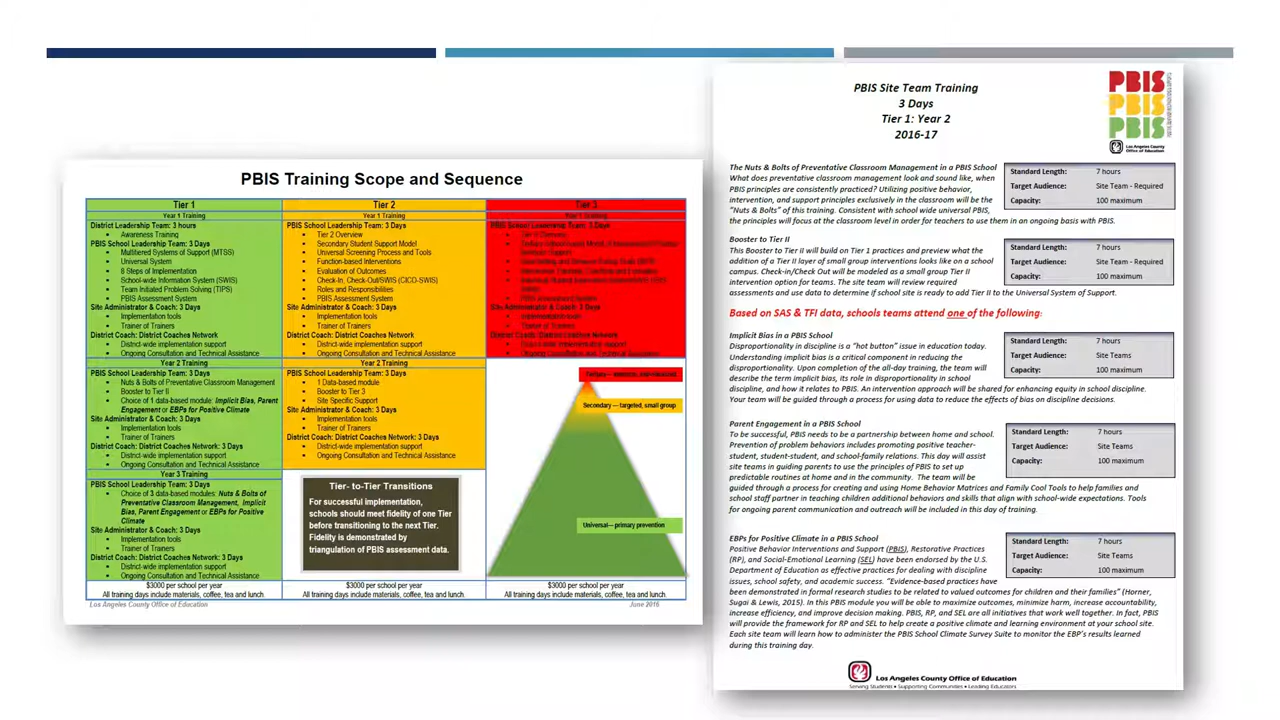 PBIS Training Scope and Sequence
Tier 1
Year 1 Training
District Leadership Team: 3 hours
Awareness Training
PBIS School Leadership Team: 3 Days
Multitiered Systems of Support (MTSS)
Universal System
8 Steps of Implementation
School-wide Information System (SWIS)
Team Initiated Problem Solving (TIPS)
PBIS Assessment System
Site Administrator & Coach: 3 Days
Implementation tools
Trainer of Trainers
District Coach: District Coaches Network
District-wide implementation support
Ongoing Consultation and Technical Assistance
Year 2 Training
PBIS School Leadership Team: 3 Days
Nuts & Bolts of Preventative Classroom Management
Booster to Tier II
Choice of 1 data-based module: Implicit Bias, Parent
Engagement or EBPs for Positive Climate
Site Administrator & Coach: 3 Days
Implementation tools
Trainer of Trainers
District Coach: District Coaches Network: 3 Days
District-wide implementation support
Ongoing Consultation and Technical Assistance
Year 3 Training
PBIS School Leadership Team: 3 Days
Choice of 3 data-based modules: Nuts & Bolts of
Preventative Classroom Management, Implicit
Bias, Parent Engagement or EBPs for Positive
Climate
Site Administrator & Coach: 3 Days
Implementation tools
Trainer of Trainers
District Coach: District Coaches Network: 3 Days
District-wide implementation support
Ongoing Consultation and Technical Assistance
$3000 per school per year
All training days include materials, coffee, tea and lunch.
Tier 2
Year 1 Training
PBIS School Leadership Team: 3 Days
Tier 2 Overview
Secondary Student Support Model
Universal Screening Process and Tools
Function-based Interventions
Evaluation of Outcomes
Check-In, Check-Out/SWIS (CICO-SWIS)
Roles and Responsibilities
PBIS Assessment System
Site Administrator & Coach: 3 Days
Implementation tools
Trainer of Trainers
District Coach: District Coaches Network
District-wide implementation support
Ongoing Consultation and Technical Assistance
Year 2 Training
PBIS School Leadership Team: 3 Days
1 Data-based module
Booster to Tier 3
Site Specific Support
Site Administrator & Coach: 3 Days
Implementation tools
Trainer of Trainers
District Coach: District Coaches Network: 3 Days
District-wide implementation support
Ongoing Consultation and Technical Assistance
Tier- to-Tier Transitions
For successful implementation,
schools should meet fidelity of one Tier
before transitioning to the next Tier.
Fidelity is demonstrated by
triangulation of PBIS assessment data.
$3000 per school per year
All training days include materials, coffee, tea and lunch.
Tier 3
Year 1 Training
PBIS School Leadership Team: 3 Days
Site Administrator & Coach: 3 Days
Implementation tools
Trainer of Trainers
District Coach: District Coaches Network
District-wide implementation support
Ongoing Consultation and Technical Assistance
Secondary — targeted, small group
Universal — primary prevention
$3000 per school per year
All training days include materials, coffee, tea and lunch.
Los Angeles County Office of Education
June 2016
PBIS Site Team Training
3 Days
Tier 1: Year 2
2016-17
PBIS
PBIS
PBIS
Los Angeles County
Office of Education
The Nuts & Bolts of Preventative Classroom Management in a PBIS School
What does preventative classroom management look and sound like, when
PBIS principles are consistently practiced? Utilizing positive behavior,
intervention, and support principles exclusively in the classroom will be the
"Nuts & Bolts" of this training. Consistent with school wide universal PBIS,
the principles will focus at the classroom level in order for teachers to use them in an ongoing basis with PBIS.
Standard Length: 7 hours
Target Audience: Site Team - Required
Capacity: 100 maximum
Booster to Tier II
This Booster to Tier II will build on Tier 1 practices and preview what the
addition of a Tier II layer of small group interventions looks like on a school
campus. Check-in/Check Out will be modeled as a small group Tier II
intervention option for teams. The site team will review required
assessments and use data to determine if school site is ready to add Tier II to the Universal System of Support.
Standard Length: 7 hours
Target Audience: Site Team - Required
Capacity: 100 maximum
Based on SAS & TFI data, schools teams attend one of the following:
Implicit Bias in a PBIS School
Disproportionality in discipline is a "hot button" issue in education today.
Understanding implicit bias is a critical component in reducing the
disproportionality. Upon completion of the all-day training, the team will
describe the term implicit bias, its role in disproportionality in school
discipline, and how it relates to PBIS. An intervention approach will be shared for enhancing equity in school discipline.
Your team will be guided through a process for using data to reduce the effects of bias on discipline decisions.
Standard Length: 7 hours
Target Audience: Site Teams
Capacity: 100 maximum
Parent Engagement in a PBIS School
To be successful, PBIS needs to be a partnership between home and school.
Prevention of problem behaviors includes promoting positive teacher-
student, student-student, and school-family relations. This day will assist
site teams in guiding parents to use the principles of PBIS to set up
predictable routines at home and in the community. The team will be
guided through a process for creating and using Home Behavior Matrices and Family Cool Tools to help families and
school staff partner in teaching children additional behaviors and skills that align with school-wide expectations. Tools
for ongoing parent communication and outreach will be included in this day of training.
Standard Length: 7 hours
Target Audience: Site Teams
Capacity: 100 maximum
EBPs for Positive Climate in a PBIS School
Positive Behavior Interventions and Support (PBIS), Restorative Practices
(RP), and Social-Emotional Learning (SEL) have been endorsed by the U.S.
Department of Education as effective practices for dealing with discipline
issues, school safety, and academic success. "Evidence-based practices have
been demonstrated in formal research studies to be related to valued outcomes for children and their families" (Horner,
Sugai & Lewis, 2015). In this PBIS module you will be able to maximize outcomes, minimize harm, increase accountability,
increase efficiency, and improve decision making. PBIS, RP, and SEL are all initiatives that work well together. In fact, PBIS
will provide the framework for RP and SEL to help create a positive climate and learning environment at your school site.
Each site team will learn how to administer the PBIS School Climate Survey Suite to monitor the EBP's results learned
during this training day.
Standard Length: 7 hours
Target Audience: Site Teams
Capacity: 100 maximum
Los Angeles County Office of Education
Serving Students • Supporting Communities • Leading Educators